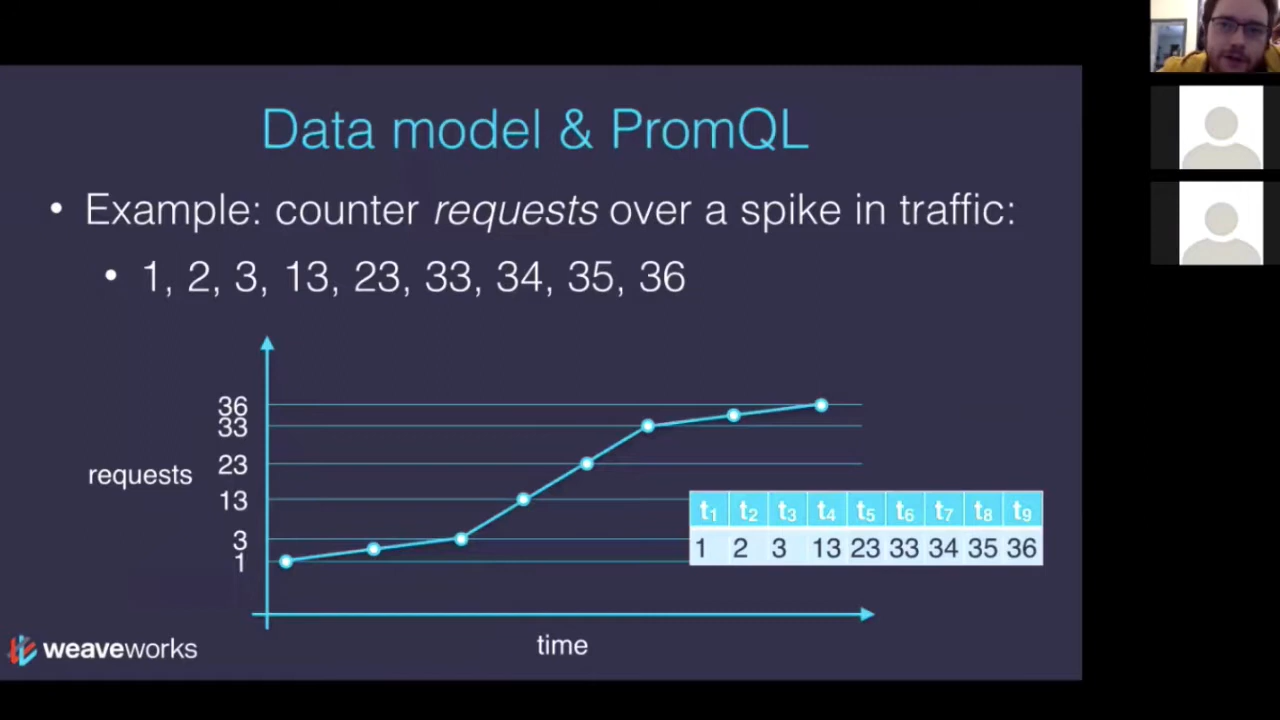 Data model & PromQL
• Example: counter requests over a spike in traffic:
• 1, 2, 3, 13, 23, 33, 34, 35, 36
36
33
23
13
3
1
requests
t₁ t₂ t₃ t₄ t₅ t₆ t₇ t₈ t₉
1 2 3 13 23 33 34 35 36
time
weaveworks